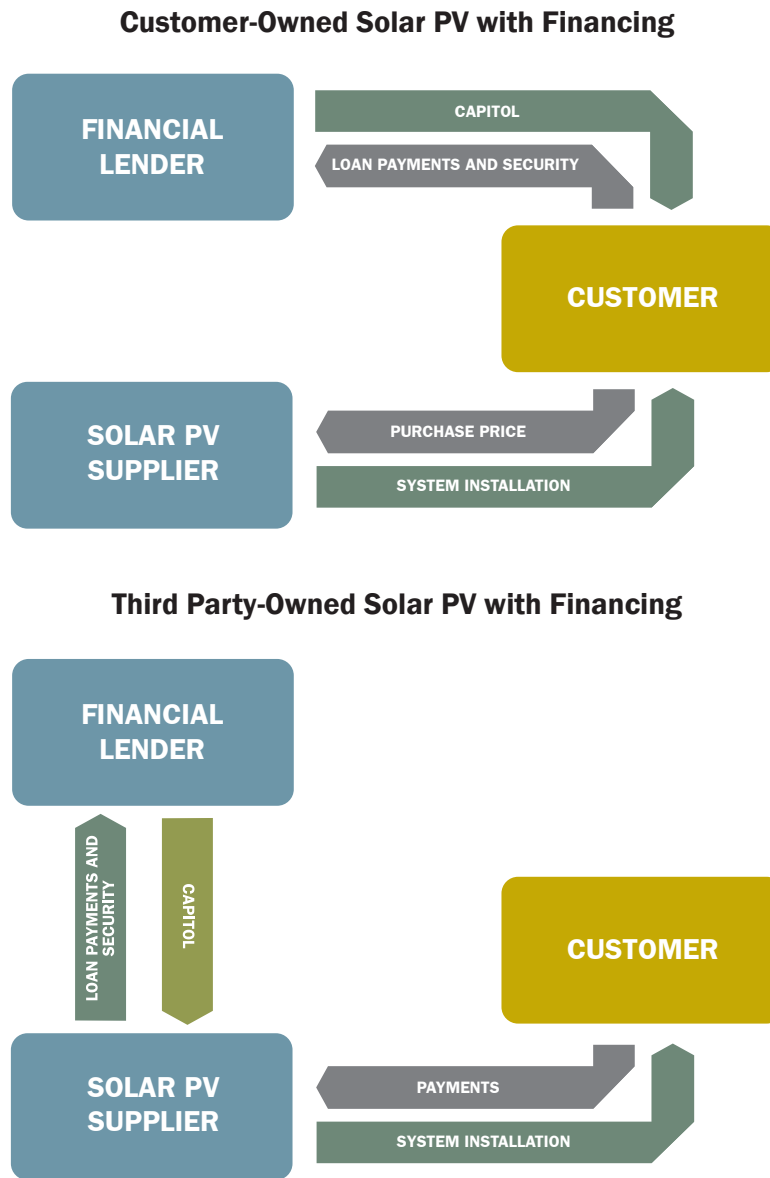 Customer-Owned Solar PV with Financing
FINANCIAL
LENDER
CAPITOL
LOAN PAYMENTS AND SECURITY
CUSTOMER
SOLAR PV
SUPPLIER
PURCHASE PRICE
SYSTEM INSTALLATION
Third Party-Owned Solar PV with Financing
FINANCIAL
LENDER
LOAN PAYMENTS AND
SECURITY
CAPITOL
CUSTOMER
SOLAR PV
SUPPLIER
PAYMENTS
SYSTEM INSTALLATION